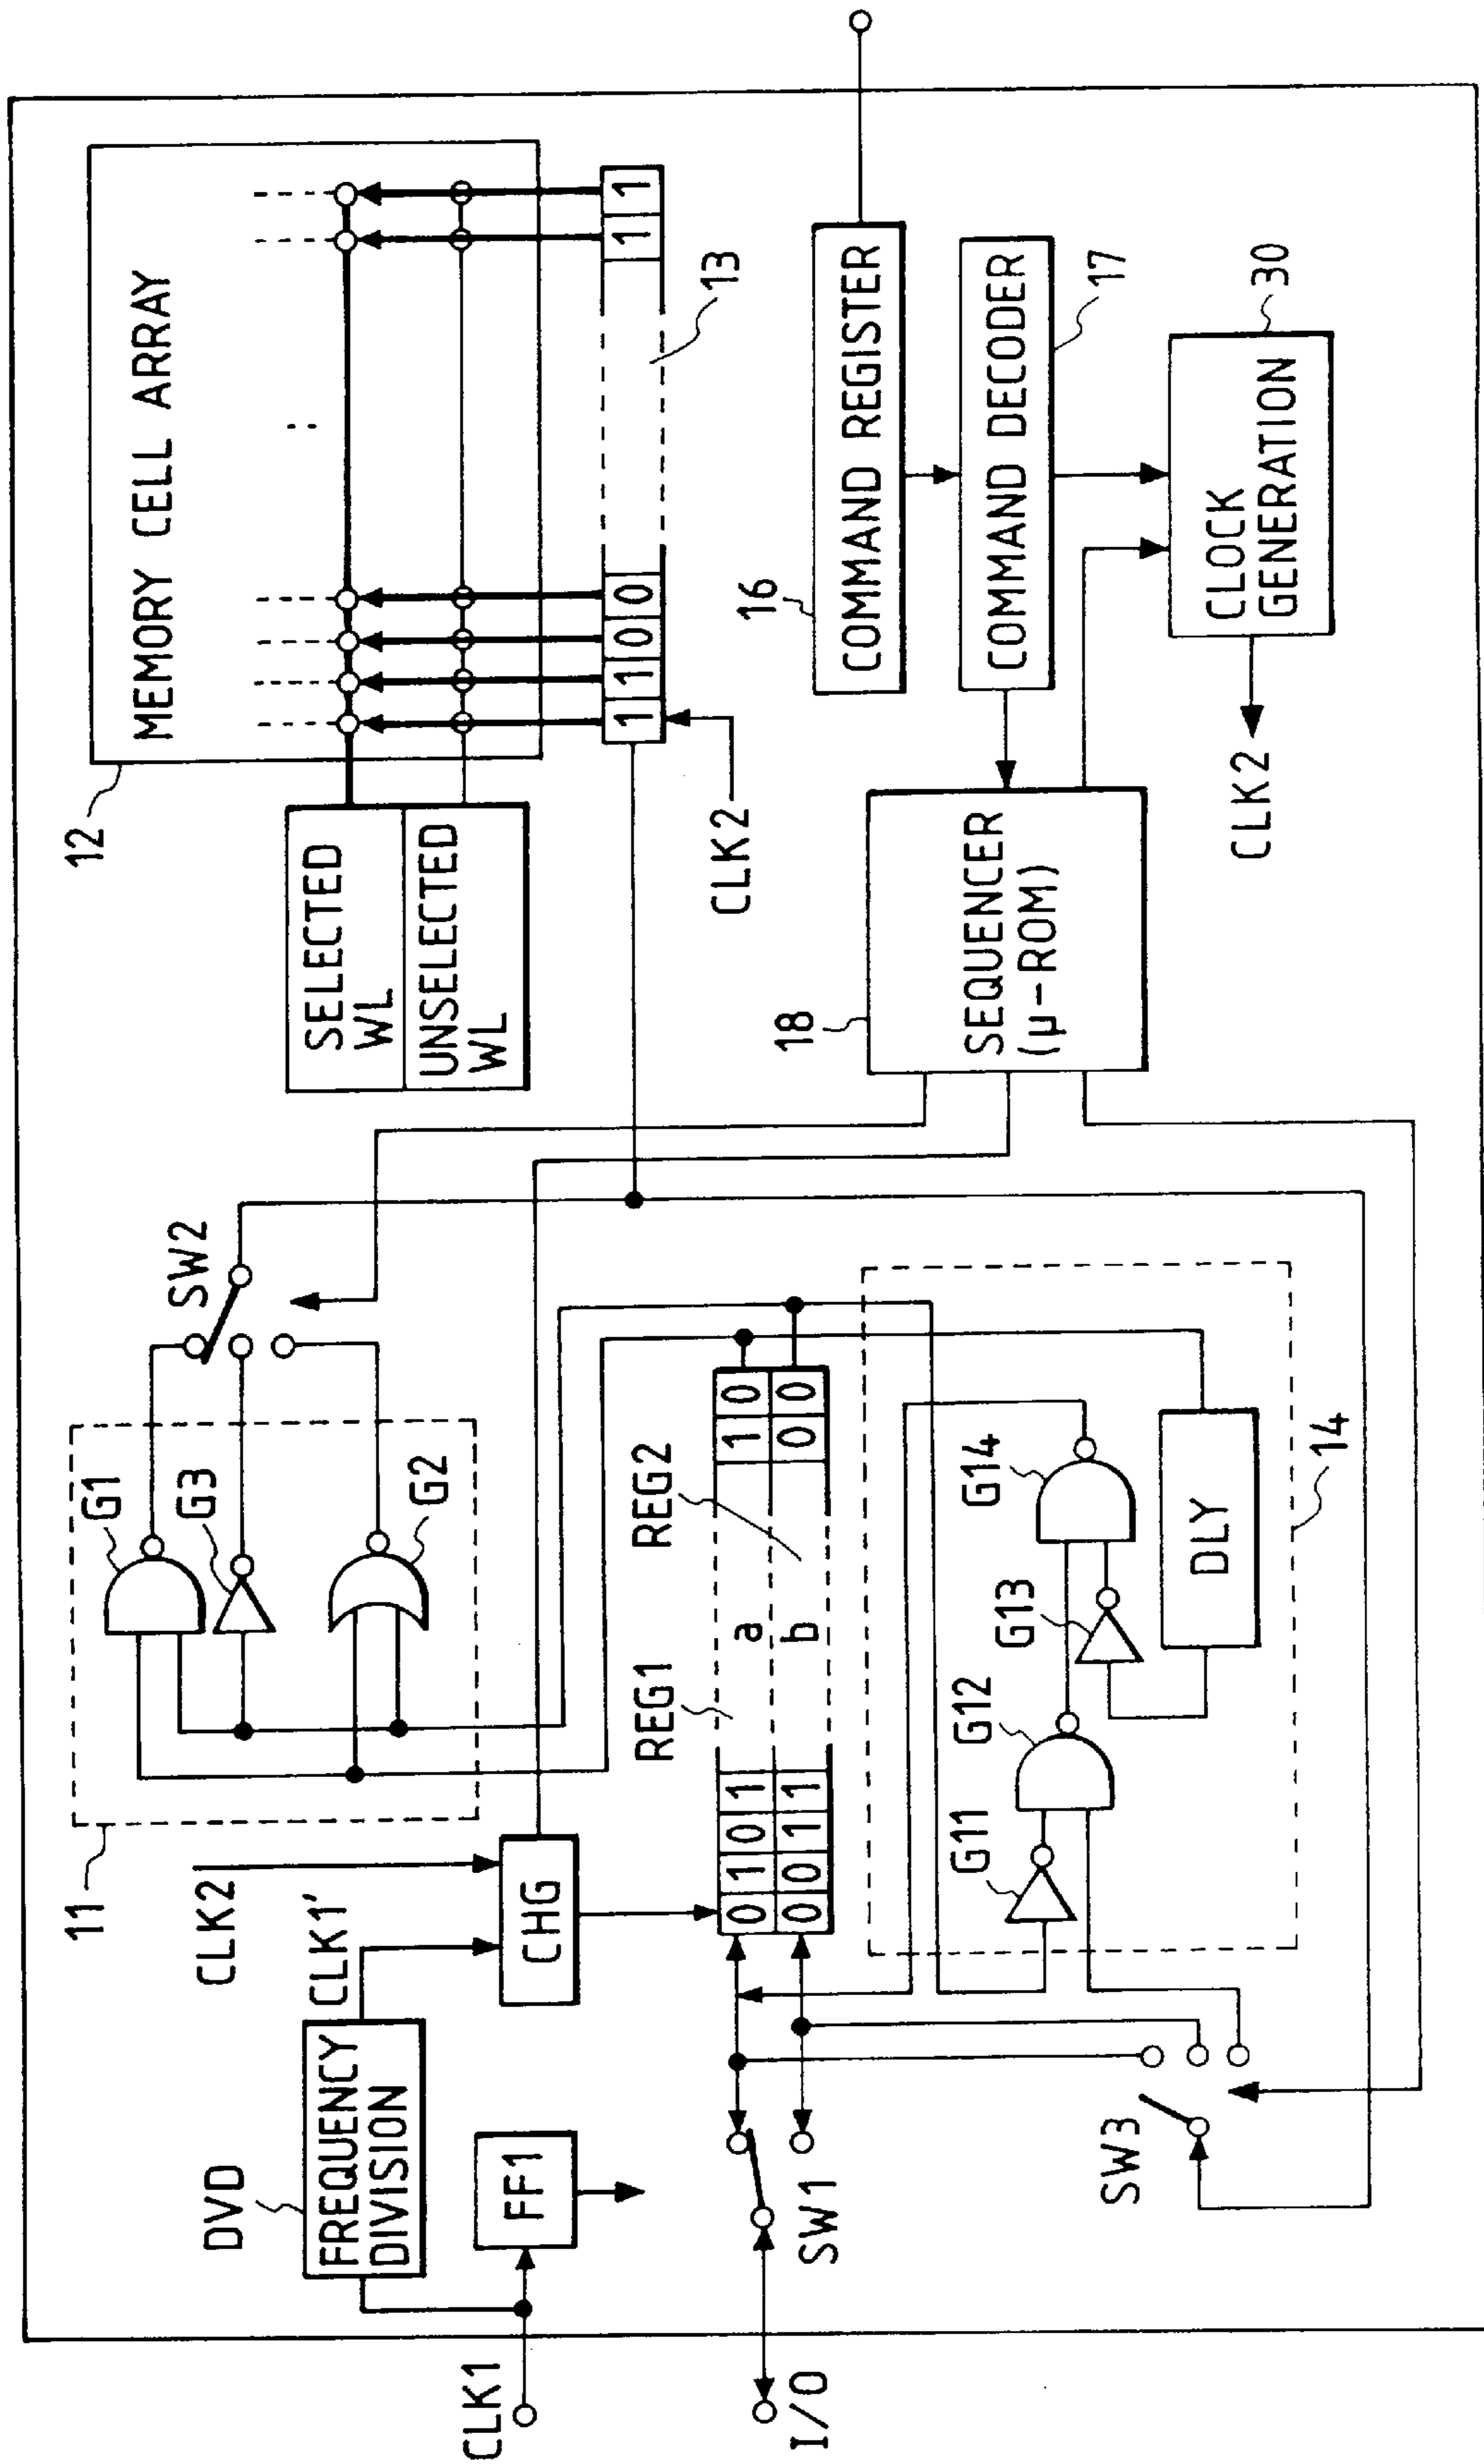 12
MEMORY CELL ARRAY
SELECTED
WL
UNSELECTED
WL
1 1 0 0
1 1
13
CLK2
SW2
11
G1
G3
G2
CLK2
CLK1'
CHG
DVD
FREQUENCY
DIVISION
FF1
CLK1
I/O
SW1
REG1
REG2
0 1 0 1
a
1 0
0 0 1 1
b
0 0
G11
G12
G13
G14
DLY
14
SW3
16
COMMAND REGISTER
COMMAND DECODER
17
18
SEQUENCER
(μ-ROM)
30
CLOCK
GENERATION
CLK2